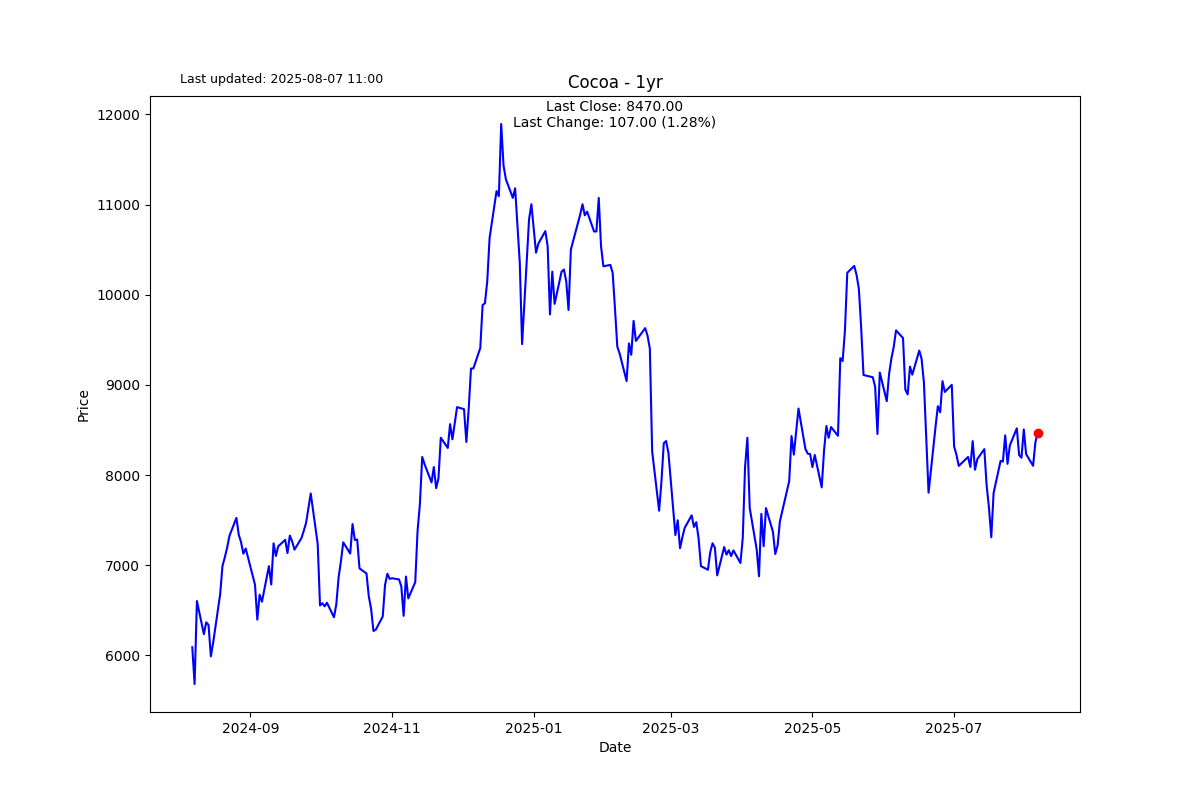 Last updated: 2025-08-07 11:00
Cocoa - 1yr
Last Close: 8470.00
Last Change: 107.00 (1.28%)
12000
11000
10000
9000
8000
7000
6000
Price
2024-09
2024-11
2025-01
2025-03
2025-05
2025-07
Date